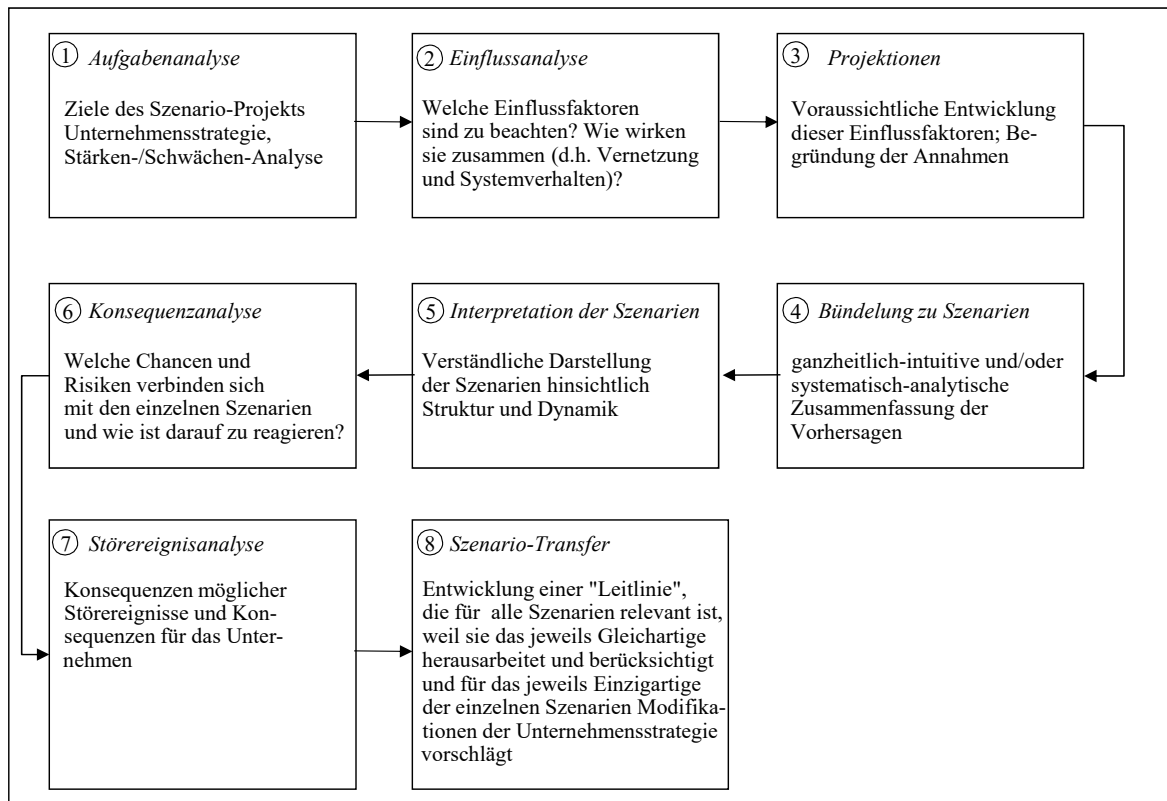 ① Aufgabenanalyse
Ziele des Szenario-Projekts
Unternehmensstrategie,
Stärken-/Schwächen-Analyse
② Einflussanalyse
Welche Einflussfaktoren
sind zu beachten? Wie wirken
sie zusammen (d.h. Vernetzung
und Systemverhalten)?
③ Projektionen
Voraussichtliche Entwicklung
dieser Einflussfaktoren; Be-
gründung der Annahmen
④ Bündelung zu Szenarien
ganzheitlich-intuitive und/oder
systematisch-analytische
Zusammenfassung der
Vorhersagen
⑤ Interpretation der Szenarien
Verständliche Darstellung
der Szenarien hinsichtlich
Struktur und Dynamik
⑥ Konsequenzanalyse
Welche Chancen und
Risiken verbinden sich
mit den einzelnen Szenarien
und wie ist darauf zu reagieren?
⑦ Störereignisanalyse
Konsequenzen möglicher
Störereignisse und Kon-
sequenzen für das Unter-
nehmen
⑧ Szenario-Transfer
Entwicklung einer "Leitlinie",
die für alle Szenarien relevant ist,
weil sie das jeweils Gleichartige
herausarbeitet und berücksichtigt
und für das jeweils Einzigartige
der einzelnen Szenarien Modifika-
tionen der Unternehmensstrategie
vorschlägt